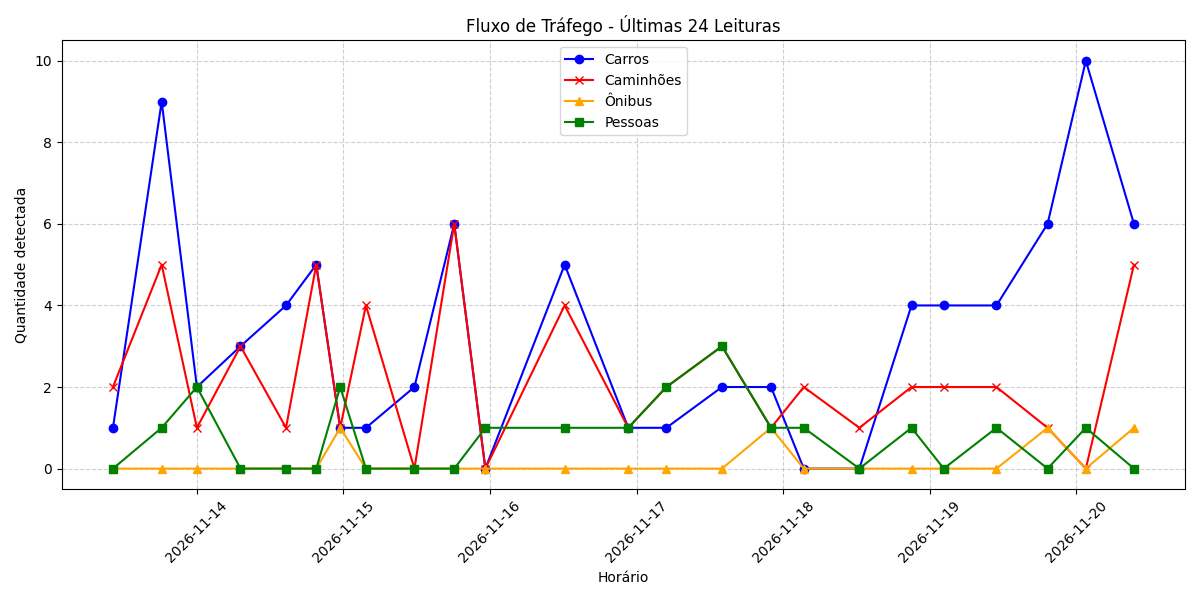 Fluxo de Tráfego - Últimas 24 Leituras
Carros
Caminhões
Ônibus
Pessoas
Quantidade detectada
10
8
6
4
2
0
2026-11-14
2026-11-15
2026-11-16
2026-11-17
2026-11-18
2026-11-19
2026-11-20
Horário